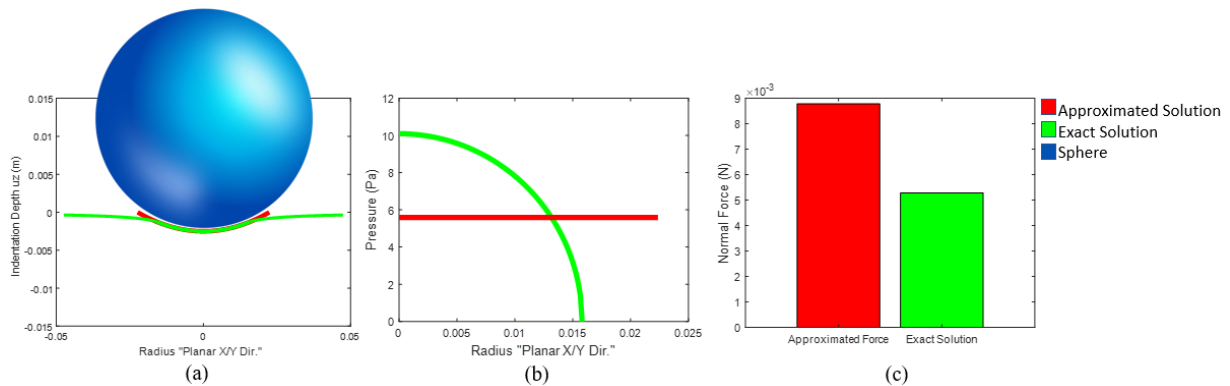 0.015
0.01
0.005
0
-0.005
-0.01
-0.015
-0.05
0
0.05
Indentation Depth uz (m)
Radius "Planar X/Y Dir."
(a)
12
10
8
6
4
2
0
0
0.005
0.01
0.015
0.02
0.025
Pressure (Pa)
Radius "Planar X/Y Dir."
(b)
×10⁻³
9
8
7
6
5
4
3
2
1
0
Normal Force (N)
Approximated Force
Exact Solution
(c)
Approximated Solution
Exact Solution
Sphere